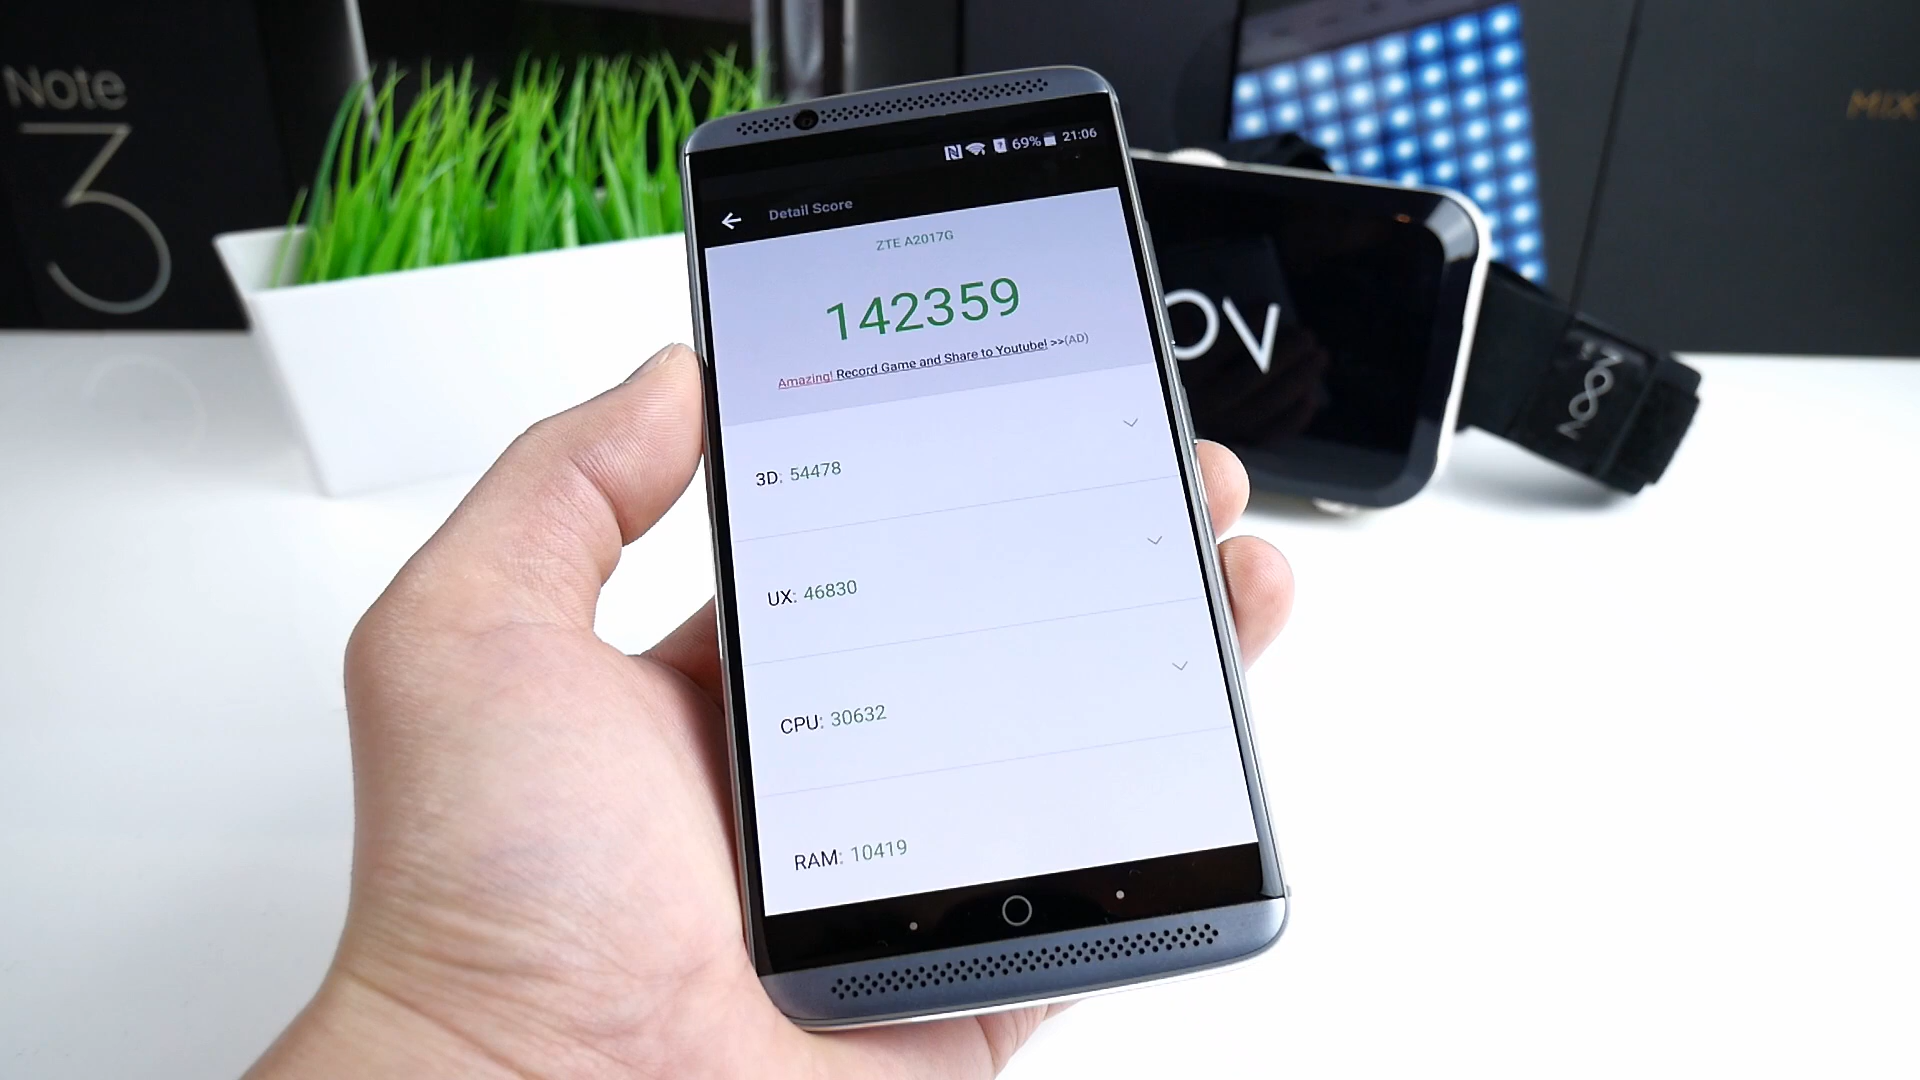 Note
3
MIX
69% 21:06
Detail Score
ZTE A2017G
142359
Amazing! Record Game and Share to Youtube! >>(AD)
3D: 54478
UX: 46830
CPU: 30632
RAM: 10419
OV